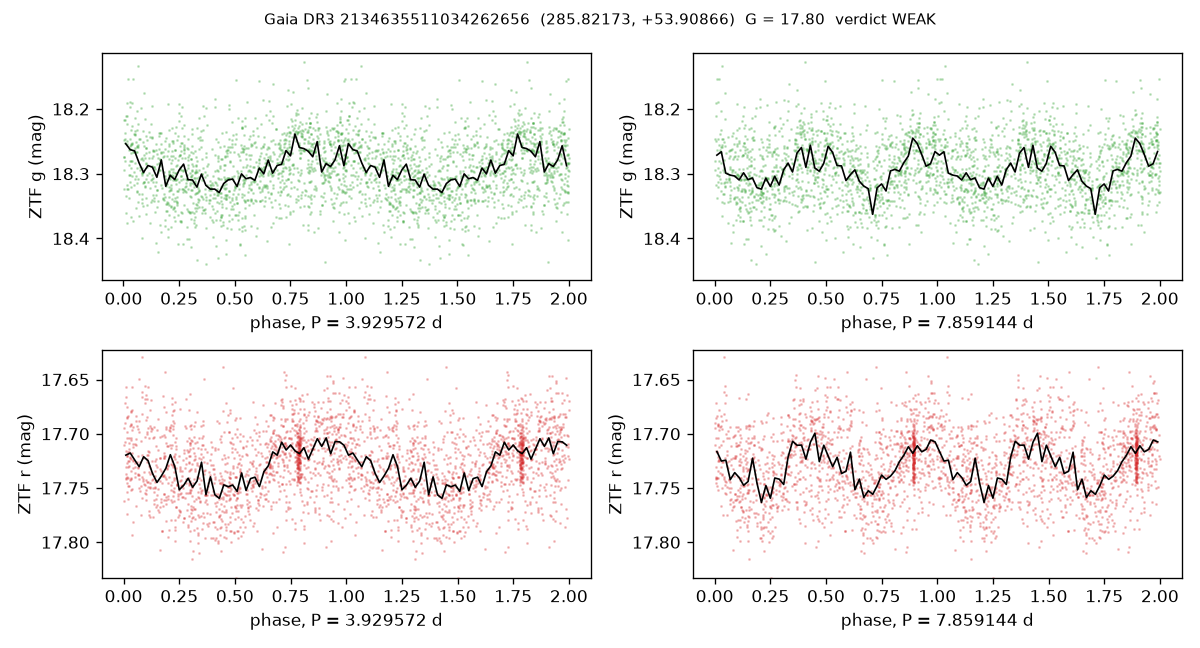 Gaia DR3 2134635511034262656  (285.82173, +53.90866)  G = 17.80  verdict WEAK
ZTF g (mag)
18.2
18.3
18.4
0.00 0.25 0.50 0.75 1.00 1.25 1.50 1.75 2.00
phase, P = 3.929572 d
ZTF g (mag)
18.2
18.3
18.4
0.00 0.25 0.50 0.75 1.00 1.25 1.50 1.75 2.00
phase, P = 7.859144 d
ZTF r (mag)
17.65
17.70
17.75
17.80
0.00 0.25 0.50 0.75 1.00 1.25 1.50 1.75 2.00
phase, P = 3.929572 d
ZTF r (mag)
17.65
17.70
17.75
17.80
0.00 0.25 0.50 0.75 1.00 1.25 1.50 1.75 2.00
phase, P = 7.859144 d